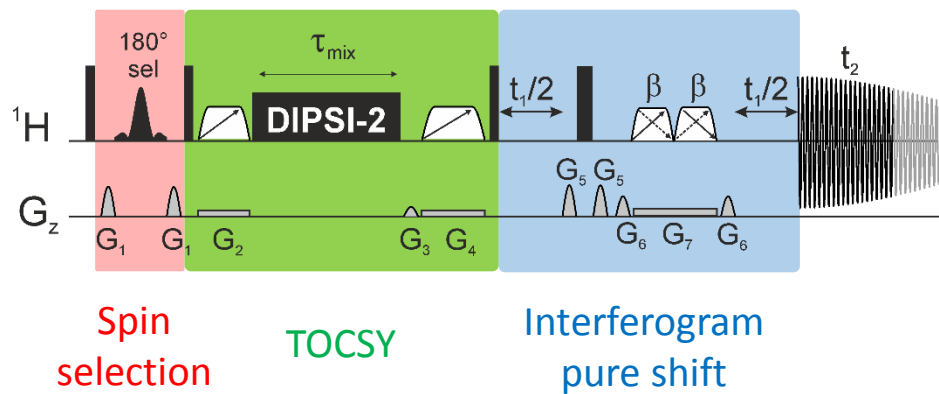 180°
sel
τmix
DIPSI-2
t₁/2
β β
t₁/2
t₂
¹H
G₅ G₅
Gz
G₁ G₁ G₂ G₃ G₄ G₆ G₇ G₆
Spin
selection
TOCSY
Interferogram
pure shift